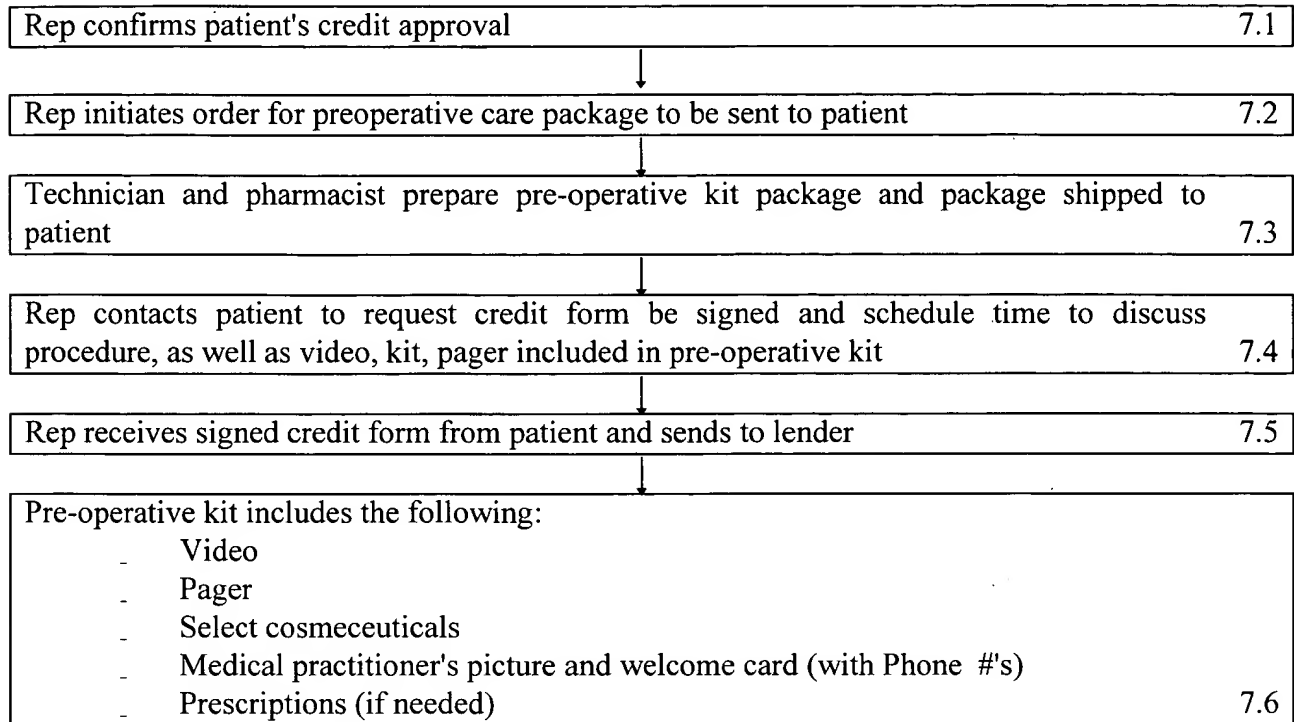 Rep confirms patient's credit approval 7.1
Rep initiates order for preoperative care package to be sent to patient 7.2
Technician and pharmacist prepare pre-operative kit package and package shipped to
patient 7.3
Rep contacts patient to request credit form be signed and schedule time to discuss
procedure, as well as video, kit, pager included in pre-operative kit 7.4
Rep receives signed credit form from patient and sends to lender 7.5
Pre-operative kit includes the following:
- Video
- Pager
- Select cosmeceuticals
- Medical practitioner's picture and welcome card (with Phone #'s)
- Prescriptions (if needed) 7.6